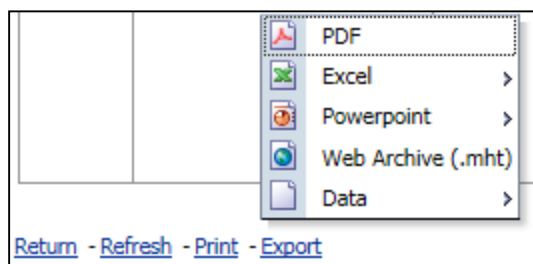 PDF
Excel
Powerpoint
Web Archive (.mht)
Data
Return - Refresh - Print - Export